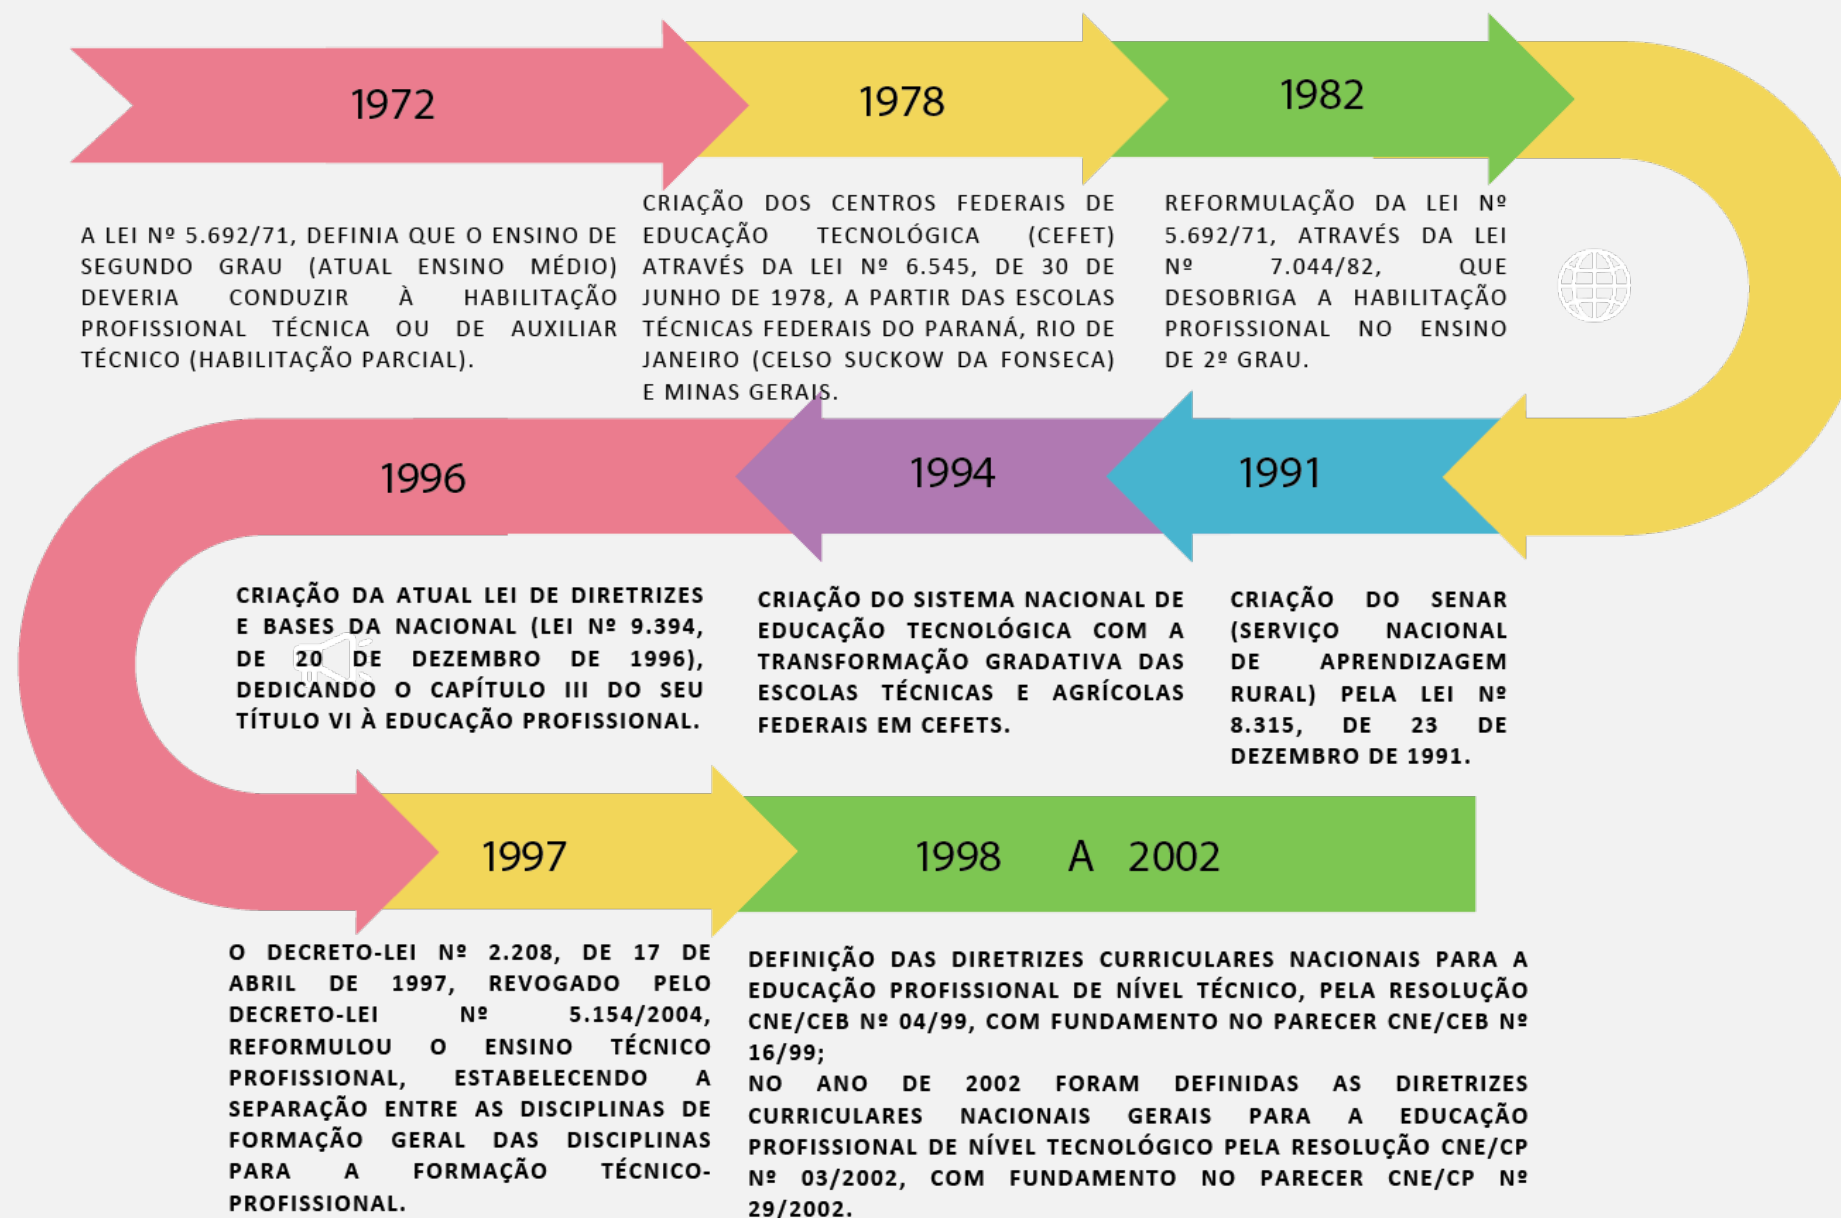 1972
1978
1982
A LEI Nº 5.692/71, DEFINIA QUE O ENSINO DE
SEGUNDO GRAU (ATUAL ENSINO MÉDIO)
DEVERIA CONDUZIR À HABILITAÇÃO
PROFISSIONAL TÉCNICA OU DE AUXILIAR
TÉCNICO (HABILITAÇÃO PARCIAL).
CRIAÇÃO DOS CENTROS FEDERAIS DE
EDUCAÇÃO TECNOLÓGICA (CEFET)
ATRAVÉS DA LEI Nº 6.545, DE 30 DE
JUNHO DE 1978, A PARTIR DAS ESCOLAS
TÉCNICAS FEDERAIS DO PARANÁ, RIO DE
JANEIRO (CELSO SUCKOW DA FONSECA)
E MINAS GERAIS.
REFORMULAÇÃO DA LEI Nº
5.692/71, ATRAVÉS DA LEI
Nº 7.044/82, QUE
DESOBRIGA A HABILITAÇÃO
PROFISSIONAL NO ENSINO
DE 2º GRAU.
1991
1994
1996
CRIAÇÃO DO SENAR
(SERVIÇO NACIONAL
DE APRENDIZAGEM
RURAL) PELA LEI Nº
8.315, DE 23 DE
DEZEMBRO DE 1991.
CRIAÇÃO DO SISTEMA NACIONAL DE
EDUCAÇÃO TECNOLÓGICA COM A
TRANSFORMAÇÃO GRADATIVA DAS
ESCOLAS TÉCNICAS E AGRÍCOLAS
FEDERAIS EM CEFETS.
CRIAÇÃO DA ATUAL LEI DE DIRETRIZES
E BASES DA NACIONAL (LEI Nº 9.394,
DE 20 DE DEZEMBRO DE 1996),
DEDICANDO O CAPÍTULO III DO SEU
TÍTULO VI À EDUCAÇÃO PROFISSIONAL.
1997
1998 A 2002
O DECRETO-LEI Nº 2.208, DE 17 DE
ABRIL DE 1997, REVOGADO PELO
DECRETO-LEI Nº 5.154/2004,
REFORMULOU O ENSINO TÉCNICO
PROFISSIONAL, ESTABELECENDO A
SEPARAÇÃO ENTRE AS DISCIPLINAS DE
FORMAÇÃO GERAL DAS DISCIPLINAS
PARA A FORMAÇÃO TÉCNICO-
PROFISSIONAL.
DEFINIÇÃO DAS DIRETRIZES CURRICULARES NACIONAIS PARA A
EDUCAÇÃO PROFISSIONAL DE NÍVEL TÉCNICO, PELA RESOLUÇÃO
CNE/CEB Nº 04/99, COM FUNDAMENTO NO PARECER CNE/CEB Nº
16/99;
NO ANO DE 2002 FORAM DEFINIDAS AS DIRETRIZES
CURRICULARES NACIONAIS GERAIS PARA A EDUCAÇÃO
PROFISSIONAL DE NÍVEL TECNOLÓGICO PELA RESOLUÇÃO CNE/CP
Nº 03/2002, COM FUNDAMENTO NO PARECER CNE/CP Nº
29/2002.